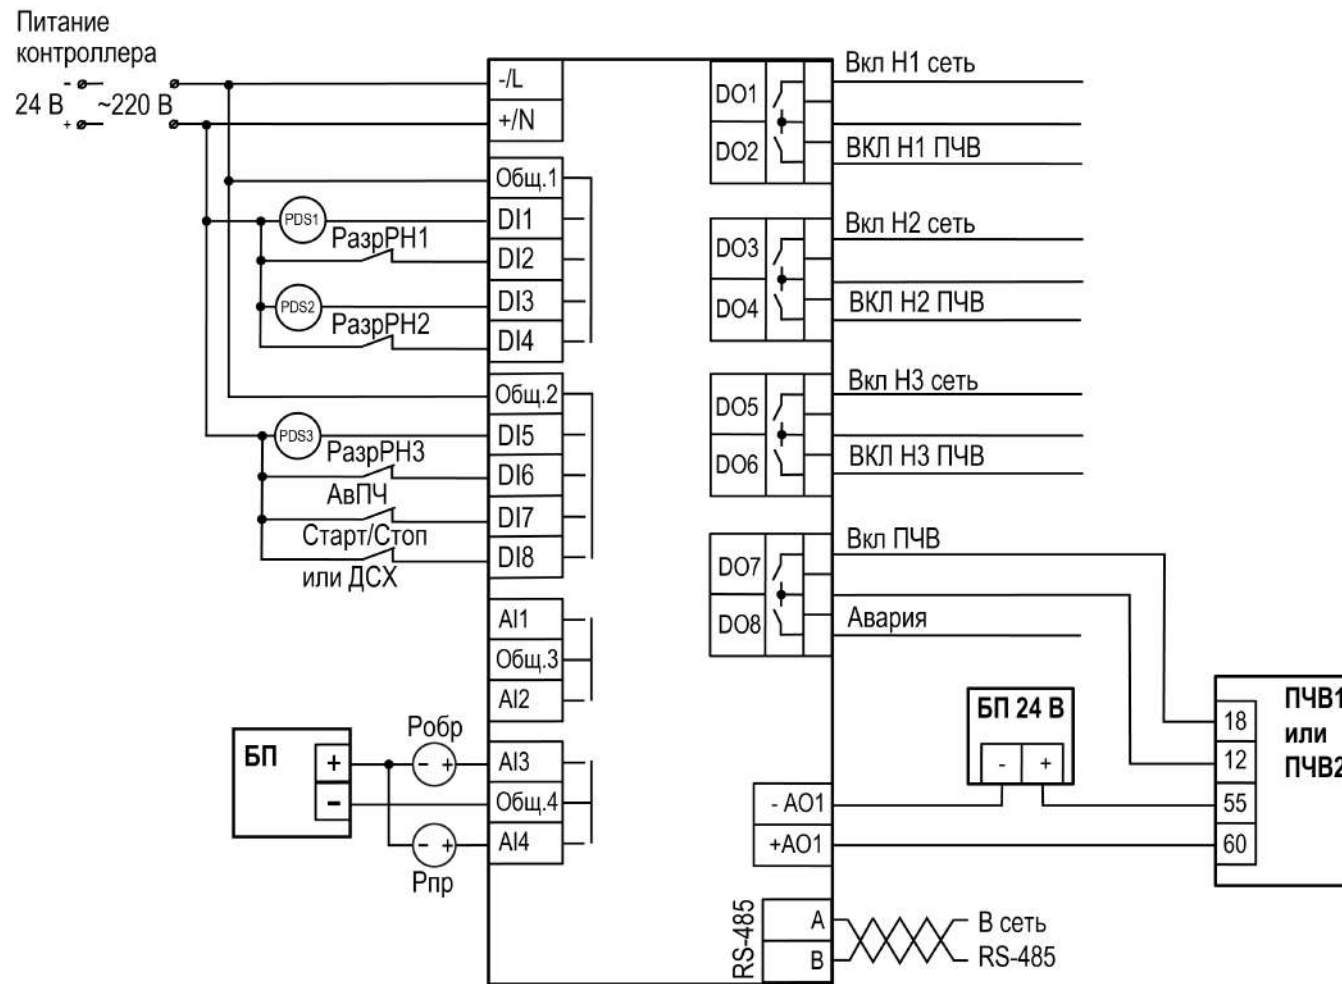 Питание
контроллера
-
24 В ~220 В
+
-/L
+/N
Общ.1
PDS1
DI1
РазрРН1
DI2
PDS2
DI3
РазрРН2
DI4
Общ.2
PDS3
DI5
РазрРН3
DI6
АвПЧ
DI7
Старт/Стоп
DI8
или ДСХ
AI1
Общ.3
AI2
Робр
БП
+
- +
AI3
-
Общ.4
- +
AI4
Рпр
Вкл Н1 сеть
DO1
DO2
ВКЛ Н1 ПЧВ
Вкл Н2 сеть
DO3
DO4
ВКЛ Н2 ПЧВ
Вкл Н3 сеть
DO5
DO6
ВКЛ Н3 ПЧВ
Вкл ПЧВ
DO7
DO8
Авария
БП 24 В
- +
ПЧВ1
или
ПЧВ2
18
12
55
60
- AO1
+AO1
RS-485
A
B
В сеть
RS-485